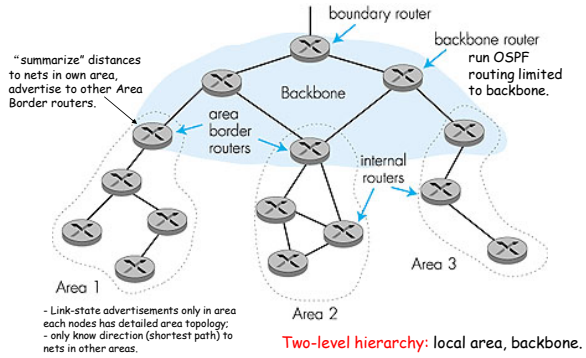 boundary router
backbone router
run OSPF
routing limited
to backbone.
“summarize” distances
to nets in own area,
advertise to other Area
Border routers.
Backbone
area
border
routers
internal
routers
Area 1
Area 2
Area 3
- Link-state advertisements only in area
each nodes has detailed area topology;
- only know direction (shortest path) to
nets in other areas.
Two-level hierarchy: local area, backbone.